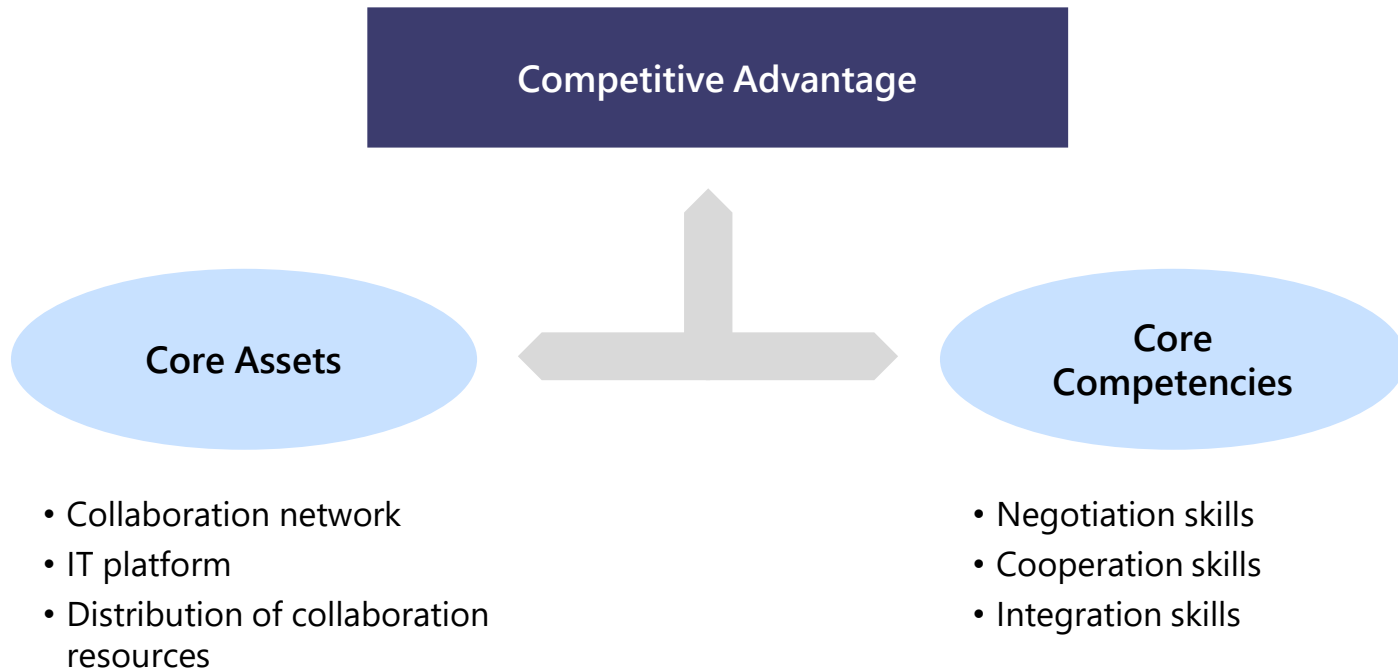 Competitive Advantage
Core Assets
Core
Competencies
• Collaboration network
• IT platform
• Distribution of collaboration
resources
• Negotiation skills
• Cooperation skills
• Integration skills